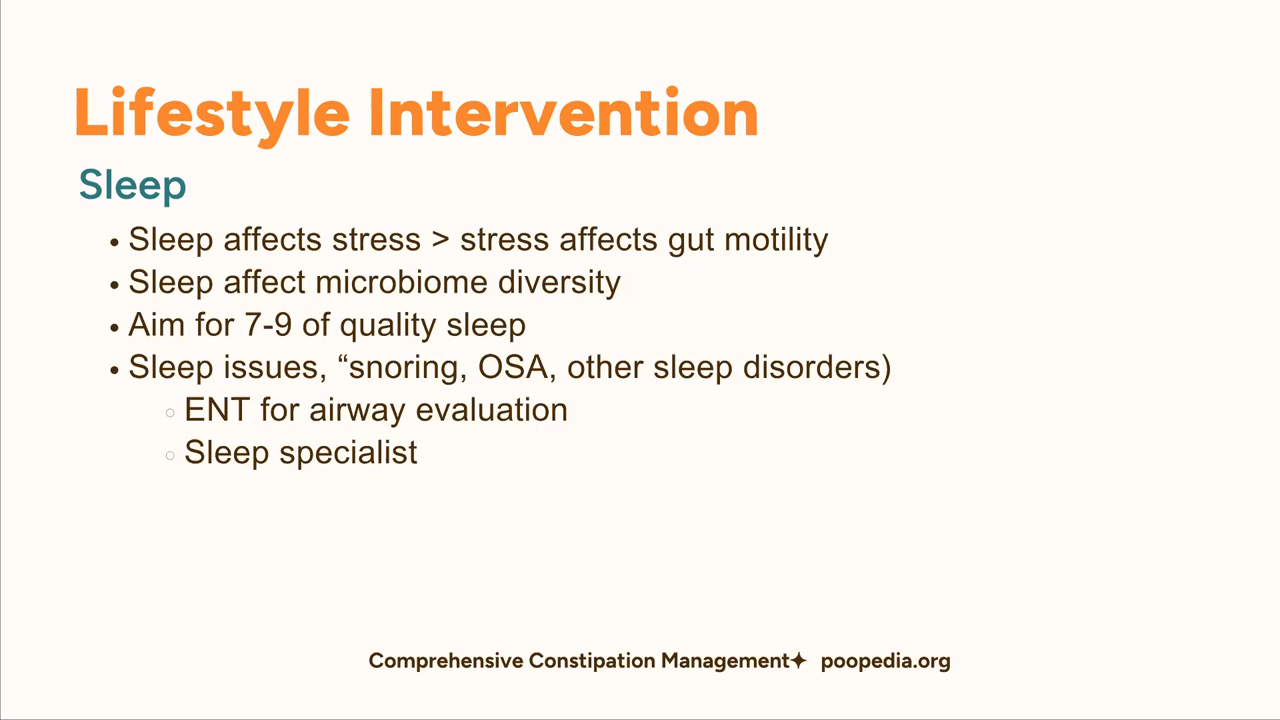 Lifestyle Intervention
Sleep
• Sleep affects stress > stress affects gut motility
• Sleep affect microbiome diversity
• Aim for 7-9 of quality sleep
• Sleep issues, “snoring, OSA, other sleep disorders)
○ ENT for airway evaluation
○ Sleep specialist
Comprehensive Constipation Management✦ poopedia.org